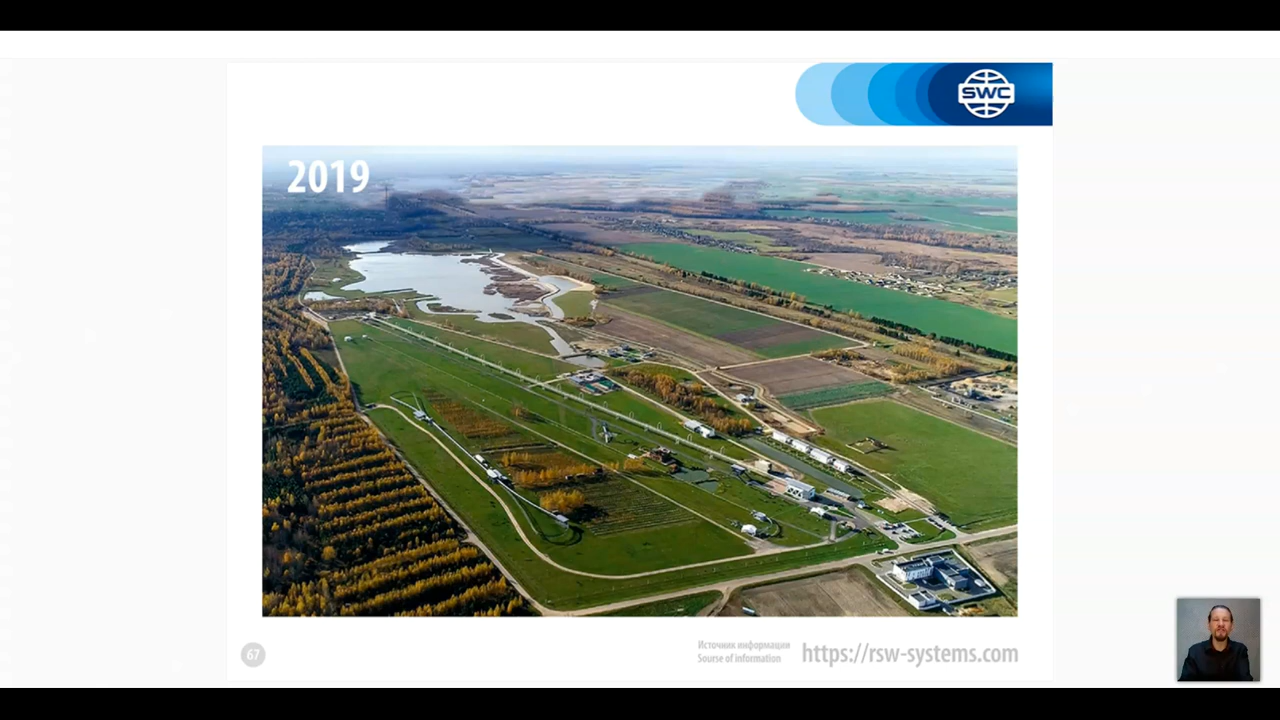 SWC
2019
67
Источник информации
Sourse of information
https://rsw-systems.com